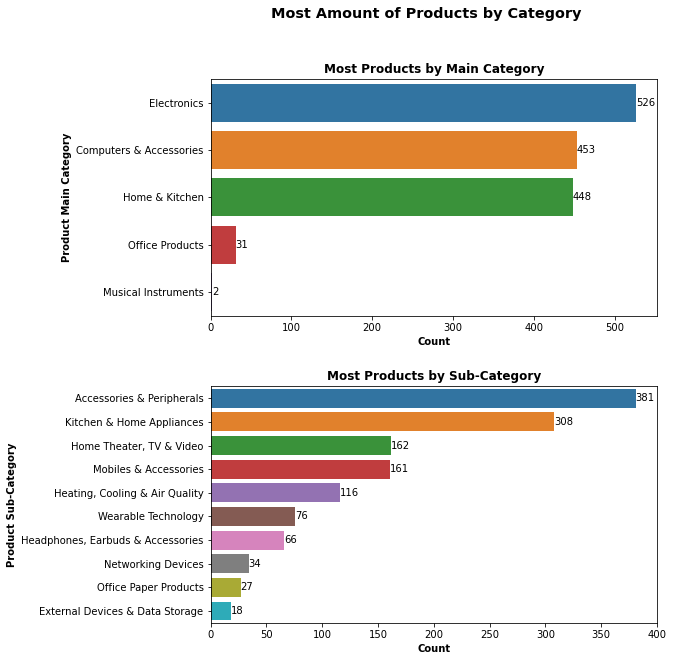 Most Amount of Products by Category
Most Products by Main Category
Product Main Category
Electronics 526
Computers & Accessories 453
Home & Kitchen 448
Office Products 31
Musical Instruments 2
0 100 200 300 400 500
Count
Most Products by Sub-Category
Product Sub-Category
Accessories & Peripherals 381
Kitchen & Home Appliances 308
Home Theater, TV & Video 162
Mobiles & Accessories 161
Heating, Cooling & Air Quality 116
Wearable Technology 76
Headphones, Earbuds & Accessories 66
Networking Devices 34
Office Paper Products 27
External Devices & Data Storage 18
0 50 100 150 200 250 300 350 400
Count